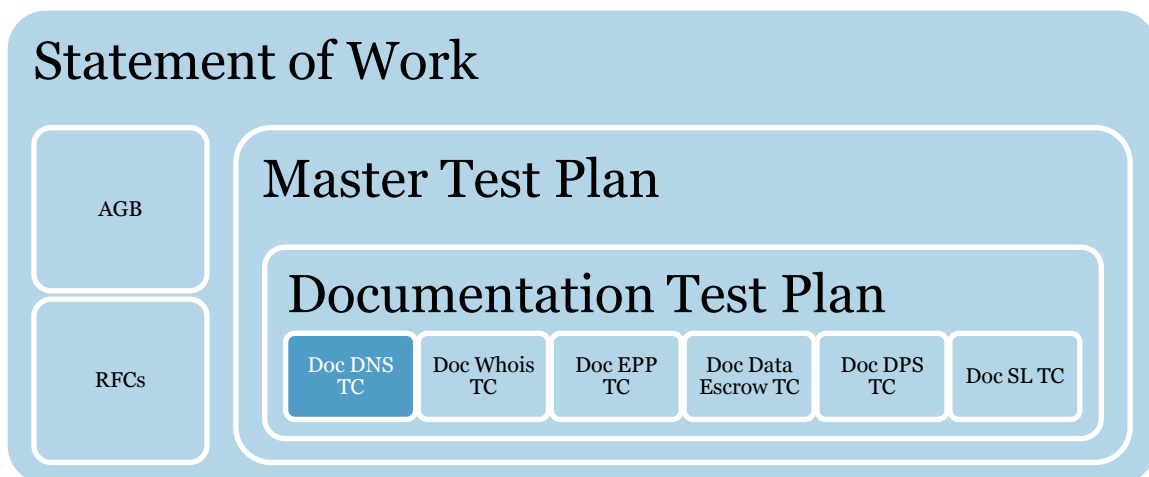 Statement of Work
AGB
RFCs
Master Test Plan
Documentation Test Plan
Doc DNS
TC
Doc Whois
TC
Doc EPP
TC
Doc Data
Escrow TC
Doc DPS
TC
Doc SL TC